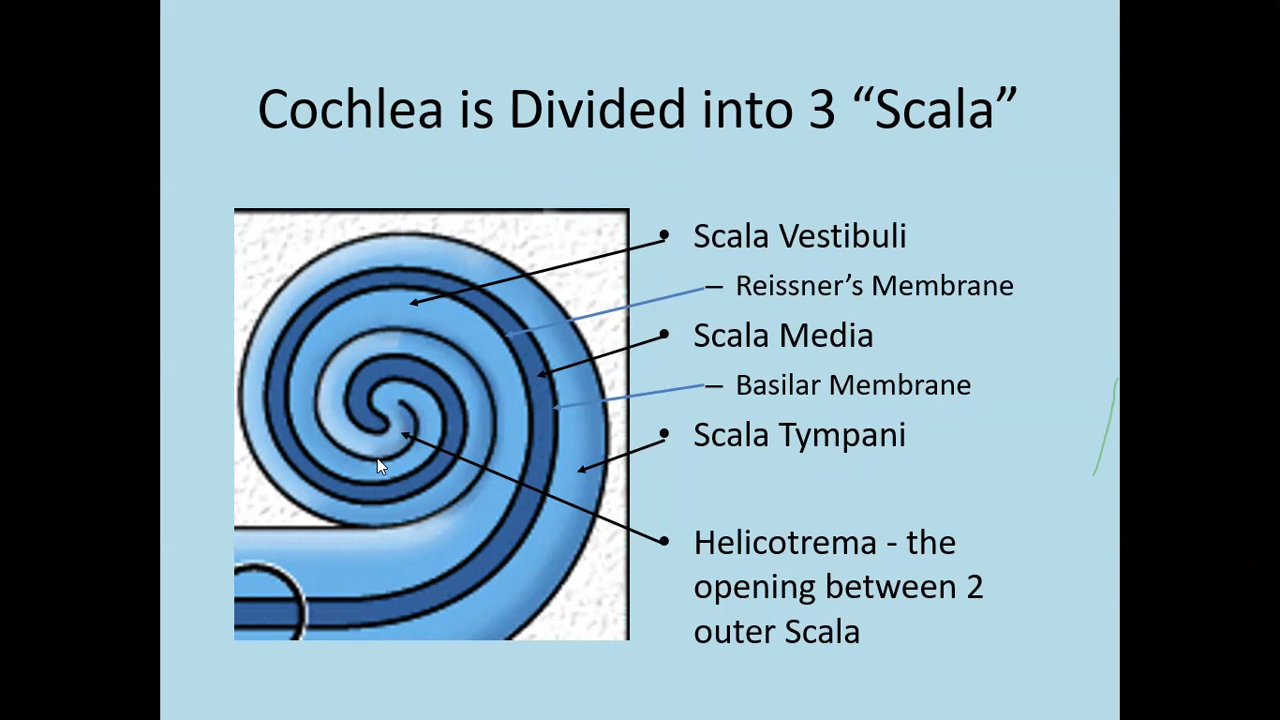 Cochlea is Divided into 3 “Scala”
• Scala Vestibuli
– Reissner’s Membrane
• Scala Media
– Basilar Membrane
• Scala Tympani
• Helicotrema - the
opening between 2
outer Scala